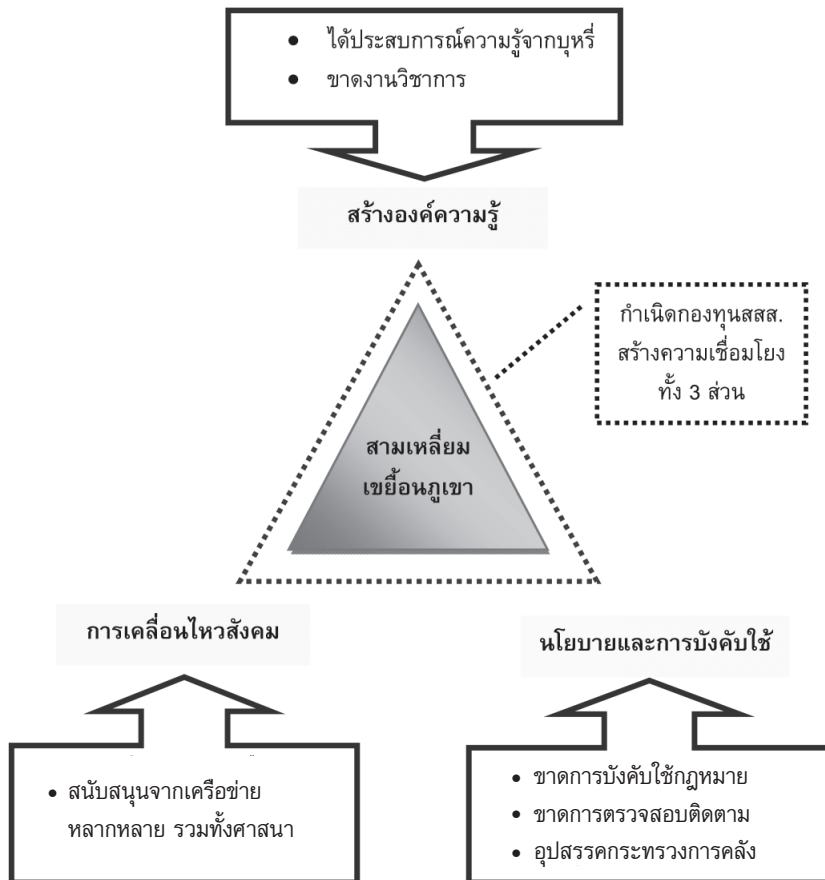 • ได้ประสบการณ์ความรู้จากบุหรี่
• ขาดงานวิชาการ
สร้างองค์ความรู้
กำเนิดกองทุนสสส.
สร้างความเชื่อมโยง
ทั้ง 3 ส่วน
สามเหลี่ยม
เขยื้อนภูเขา
การเคลื่อนไหวสังคม
นโยบายและการบังคับใช้
• สนับสนุนจากเครือข่าย
หลากหลาย รวมทั้งศาสนา
• ขาดการบังคับใช้กฎหมาย
• ขาดการตรวจสอบติดตาม
• อุปสรรคกระทรวงการคลัง